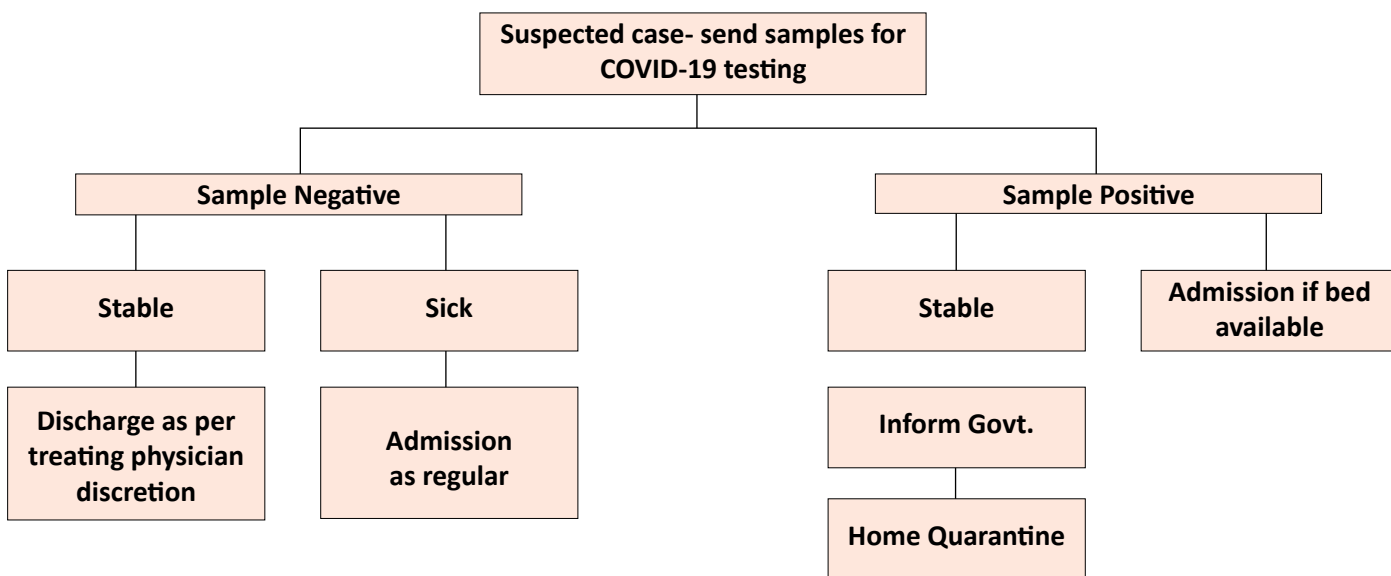 Suspected case- send samples for
COVID-19 testing
Sample Negative
Sample Positive
Stable
Sick
Stable
Admission if bed
available
Discharge as per
treating physician
discretion
Admission
as regular
Inform Govt.
Home Quarantine